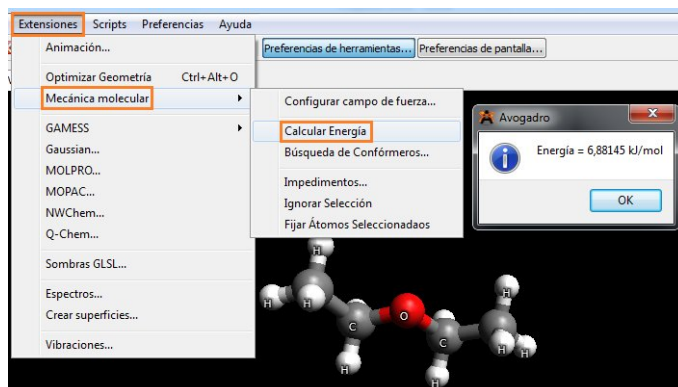 Extensiones Scripts Preferencias Ayuda
Animación...
Preferencias de herramientas... Preferencias de pantalla...
Optimizar Geometría Ctrl+Alt+O
Mecánica molecular
GAMESS
Gaussian...
MOLPRO...
MOPAC...
NWChem...
Q-Chem...
Sombras GLSL...
Espectros...
Crear superficies...
Vibraciones...
Configurar campo de fuerza...
Calcular Energía
Búsqueda de Confórmeros...
Impedimentos...
Ignorar Selección
Fijar Átomos Seleccionadaos
Avogadro
Energía = 6,88145 kJ/mol
OK
H
H
H
H
C
O
C
H
H
H
H